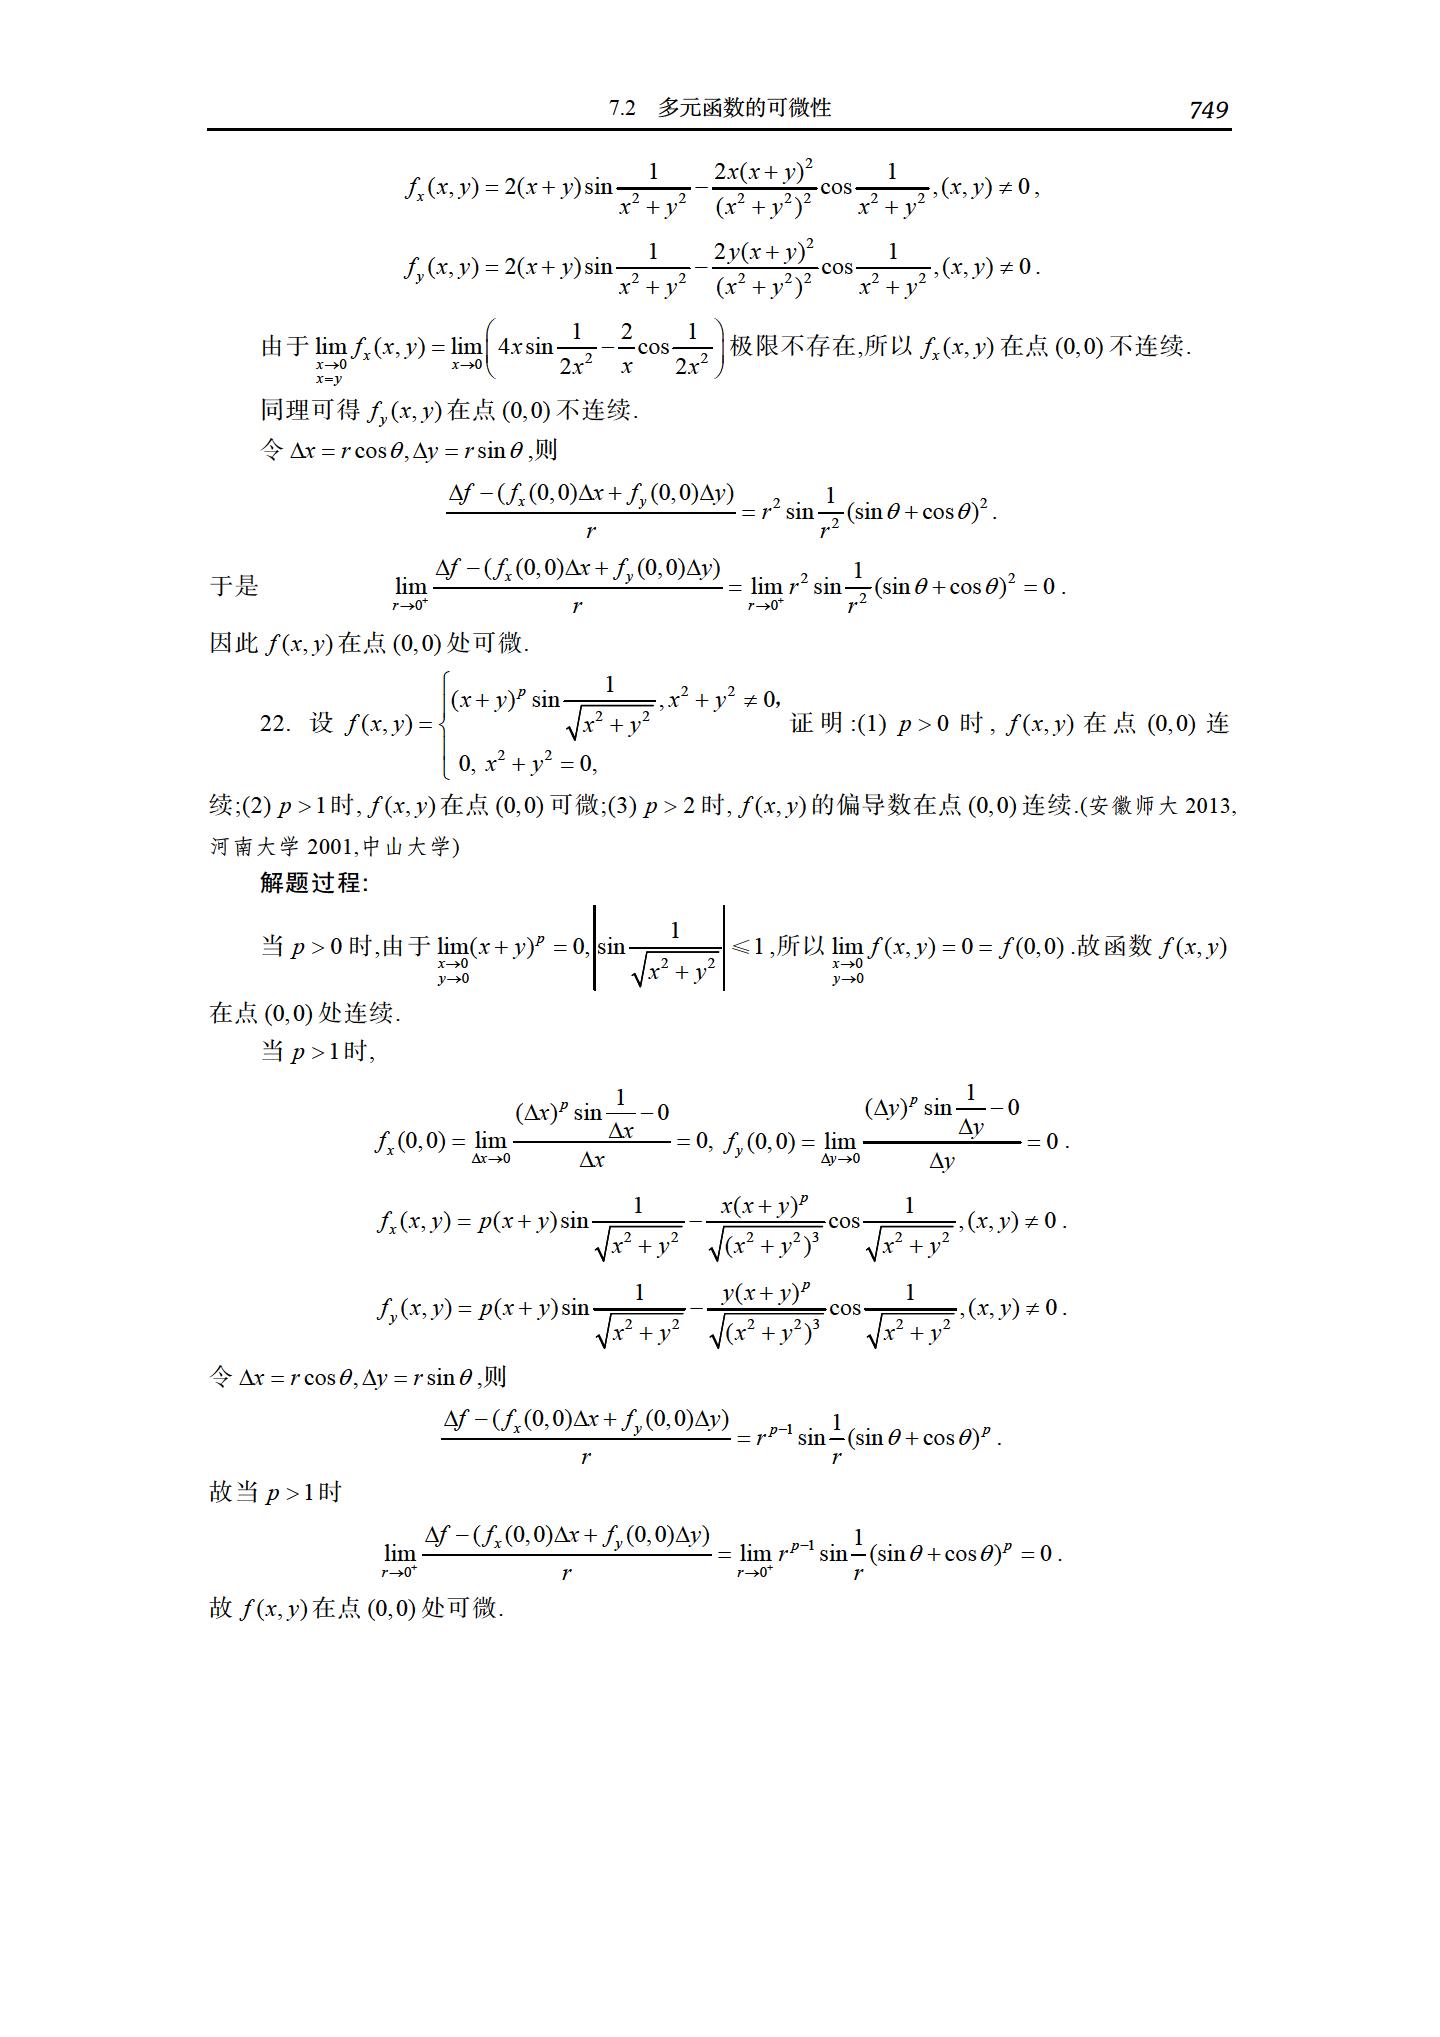 7.2 多元函数的可微性 749
$f_x(x,y)=2(x+y)\sin\frac{1}{x^2+y^2}-\frac{2x(x+y)^2}{(x^2+y^2)^2}\cos\frac{1}{x^2+y^2},(x,y)\neq 0,$
$f_y(x,y)=2(x+y)\sin\frac{1}{x^2+y^2}-\frac{2y(x+y)^2}{(x^2+y^2)^2}\cos\frac{1}{x^2+y^2},(x,y)\neq 0.$
由于 $\lim_{\substack{x\to 0\\x=y}}f_x(x,y)=\lim_{x\to 0}\left(4x\sin\frac{1}{2x^2}-\frac{2}{x}\cos\frac{1}{2x^2}\right)$ 极限不存在,所以 $f_x(x,y)$ 在点 $(0,0)$ 不连续.
同理可得 $f_y(x,y)$ 在点 $(0,0)$ 不连续.
令 $\Delta x=r\cos\theta,\Delta y=r\sin\theta$ ,则
$\frac{\Delta f-(f_x(0,0)\Delta x+f_y(0,0)\Delta y)}{r}=r^2\sin\frac{1}{r^2}(\sin\theta+\cos\theta)^2.$
于是 $\lim_{r\to 0^+}\frac{\Delta f-(f_x(0,0)\Delta x+f_y(0,0)\Delta y)}{r}=\lim_{r\to 0^+}r^2\sin\frac{1}{r^2}(\sin\theta+\cos\theta)^2=0.$
因此 $f(x,y)$ 在点 $(0,0)$ 处可微.
22. 设 $f(x,y)=\begin{cases}(x+y)^p\sin\frac{1}{\sqrt{x^2+y^2}},x^2+y^2\neq 0,\\0,x^2+y^2=0,\end{cases}$ 证明:(1) $p>0$ 时, $f(x,y)$ 在点 $(0,0)$ 连
续;(2) $p>1$ 时, $f(x,y)$ 在点 $(0,0)$ 可微;(3) $p>2$ 时, $f(x,y)$ 的偏导数在点 $(0,0)$ 连续.(安徽师大 2013,
河南大学 2001,中山大学)
解题过程:
当 $p>0$ 时,由于 $\lim_{\substack{x\to 0\\y\to 0}}(x+y)^p=0,\left|\sin\frac{1}{\sqrt{x^2+y^2}}\right|\leqslant 1$ ,所以 $\lim_{\substack{x\to 0\\y\to 0}}f(x,y)=0=f(0,0)$ .故函数 $f(x,y)$
在点 $(0,0)$ 处连续.
当 $p>1$ 时,
$f_x(0,0)=\lim_{\Delta x\to 0}\frac{(\Delta x)^p\sin\frac{1}{\Delta x}-0}{\Delta x}=0,\ f_y(0,0)=\lim_{\Delta y\to 0}\frac{(\Delta y)^p\sin\frac{1}{\Delta y}-0}{\Delta y}=0.$
$f_x(x,y)=p(x+y)\sin\frac{1}{\sqrt{x^2+y^2}}-\frac{x(x+y)^p}{\sqrt{(x^2+y^2)^3}}\cos\frac{1}{\sqrt{x^2+y^2}},(x,y)\neq 0.$
$f_y(x,y)=p(x+y)\sin\frac{1}{\sqrt{x^2+y^2}}-\frac{y(x+y)^p}{\sqrt{(x^2+y^2)^3}}\cos\frac{1}{\sqrt{x^2+y^2}},(x,y)\neq 0.$
令 $\Delta x=r\cos\theta,\Delta y=r\sin\theta$ ,则
$\frac{\Delta f-(f_x(0,0)\Delta x+f_y(0,0)\Delta y)}{r}=r^{p-1}\sin\frac{1}{r}(\sin\theta+\cos\theta)^p.$
故当 $p>1$ 时
$\lim_{r\to 0^+}\frac{\Delta f-(f_x(0,0)\Delta x+f_y(0,0)\Delta y)}{r}=\lim_{r\to 0^+}r^{p-1}\sin\frac{1}{r}(\sin\theta+\cos\theta)^p=0.$
故 $f(x,y)$ 在点 $(0,0)$ 处可微.